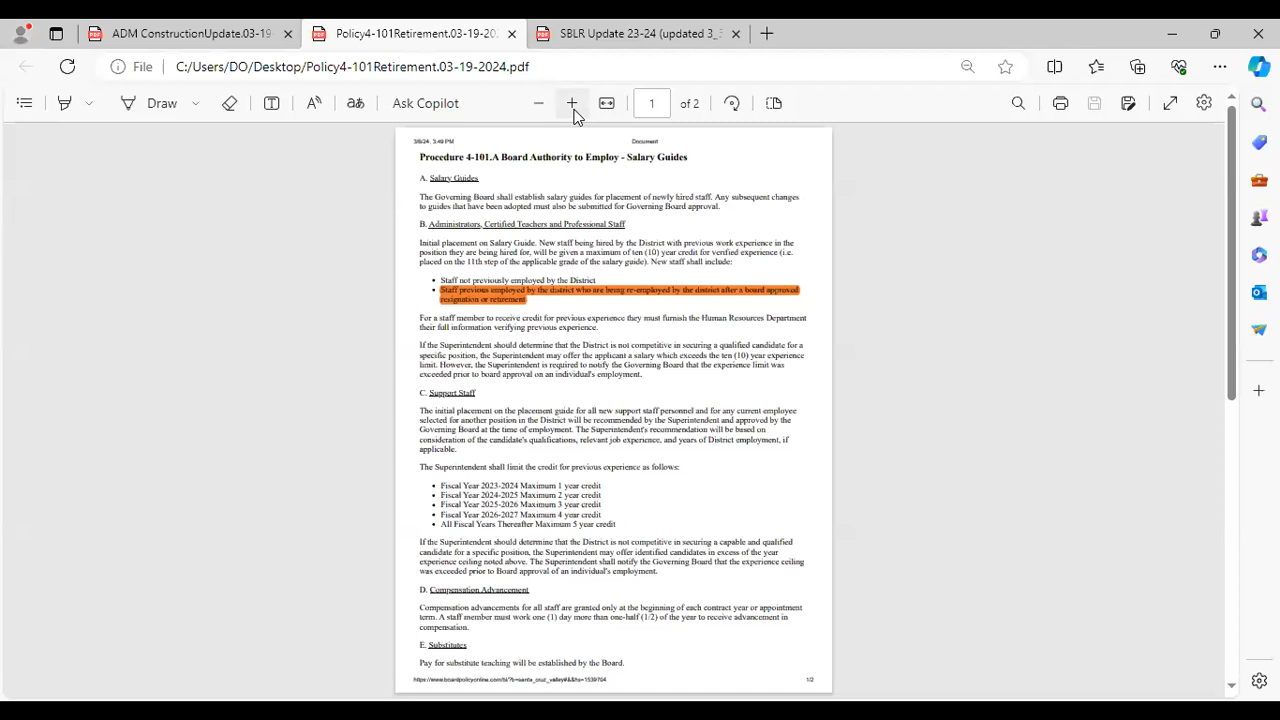 ADM ConstructionUpdate.03-19-
Policy4-101Retirement.03-19-202
SBLR Update 23-24 (updated 3_
File C:/Users/DO/Desktop/Policy4-101Retirement.03-19-2024.pdf
Draw Ask Copilot 1 of 2
3/8/24, 3:49 PM Document
Procedure 4-101.A Board Authority to Employ - Salary Guides
A. Salary Guides
The Governing Board shall establish salary guides for placement of newly hired staff. Any subsequent changes
to guides that have been adopted must also be submitted for Governing Board approval.
B. Administrators, Certified Teachers and Professional Staff
Initial placement on Salary Guide. New staff being hired by the District with previous work experience in the
position they are being hired for, will be given a maximum of ten (10) year credit for verified experience (i.e.
placed on the 11th step of the applicable grade of the salary guide). New staff shall include:
• Staff not previously employed by the District
• Staff previous employed by the district who are being re-employed by the district after a board approved
resignation or retirement
For a staff member to receive credit for previous experience they must furnish the Human Resources Department
their full information verifying previous experience.
If the Superintendent should determine that the District is not competitive in securing a qualified candidate for a
specific position, the Superintendent may offer the applicant a salary which exceeds the ten (10) year experience
limit. However, the Superintendent is required to notify the Governing Board that the experience limit was
exceeded prior to board approval on an individual's employment.
C. Support Staff
The initial placement on the placement guide for all new support staff personnel and for any current employee
selected for another position in the District will be recommended by the Superintendent and approved by the
Governing Board at the time of employment. The Superintendent's recommendation will be based on
consideration of the candidate's qualifications, relevant job experience, and years of District employment, if
applicable.
The Superintendent shall limit the credit for previous experience as follows:
• Fiscal Year 2023-2024 Maximum 1 year credit
• Fiscal Year 2024-2025 Maximum 2 year credit
• Fiscal Year 2025-2026 Maximum 3 year credit
• Fiscal Year 2026-2027 Maximum 4 year credit
• All Fiscal Years Thereafter Maximum 5 year credit
If the Superintendent should determine that the District is not competitive in securing a capable and qualified
candidate for a specific position, the Superintendent may offer identified candidates in excess of the year
experience ceiling noted above. The Superintendent shall notify the Governing Board that the experience ceiling
was exceeded prior to Board approval of an individual's employment.
D. Compensation Advancement
Compensation advancements for all staff are granted only at the beginning of each contract year or appointment
term. A staff member must work one (1) day more than one-half (1/2) of the year to receive advancement in
compensation.
E. Substitutes
Pay for substitute teaching will be established by the Board.
1/2